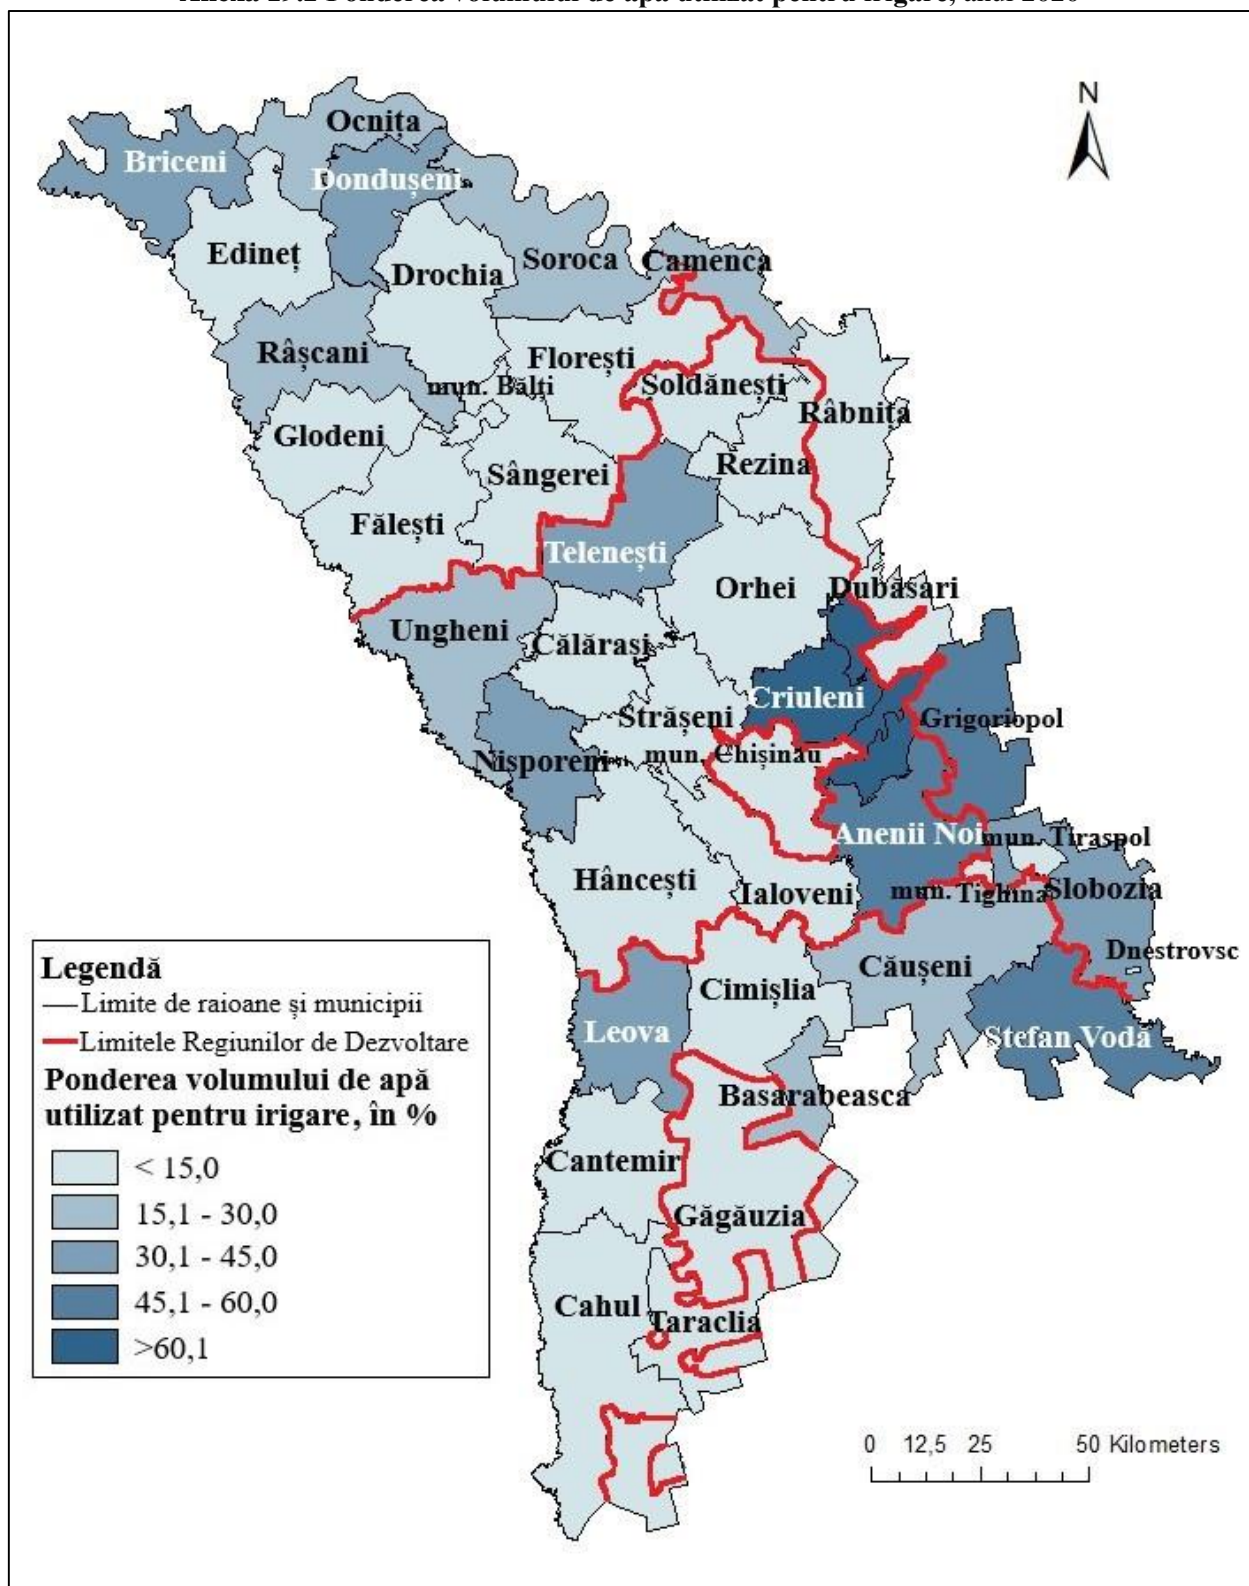 Anexa 19.2 Ponderea volumului de apă utilizat pentru irigare, anul 2020
N
Ocnița
Briceni
Dondușeni
Edineț
Drochia
Soroca
Camenca
Râșcani
Florești
mun. Bălți
Șoldănești
Râbnița
Glodeni
Sângerei
Rezina
Fălești
Telenești
Orhei
Dubăsari
Ungheni
Călărași
Criuleni
Strășeni
Grigoriopol
mun. Chișinău
Nisporeni
Anenii Noi
mun. Tiraspol
Hâncești
Ialoveni
mun. Tighina
Slobozia
Dnestrovsc
Căușeni
Cimișlia
Leova
Ștefan Vodă
Basarabeasca
Cantemir
Găgăuzia
Cahul
Taraclia
Legendă
Limite de raioane și municipii
Limitele Regiunilor de Dezvoltare
Ponderea volumului de apă
utilizat pentru irigare, în %
< 15,0
15,1 - 30,0
30,1 - 45,0
45,1 - 60,0
>60,1
0 12,5 25 50 Kilometers